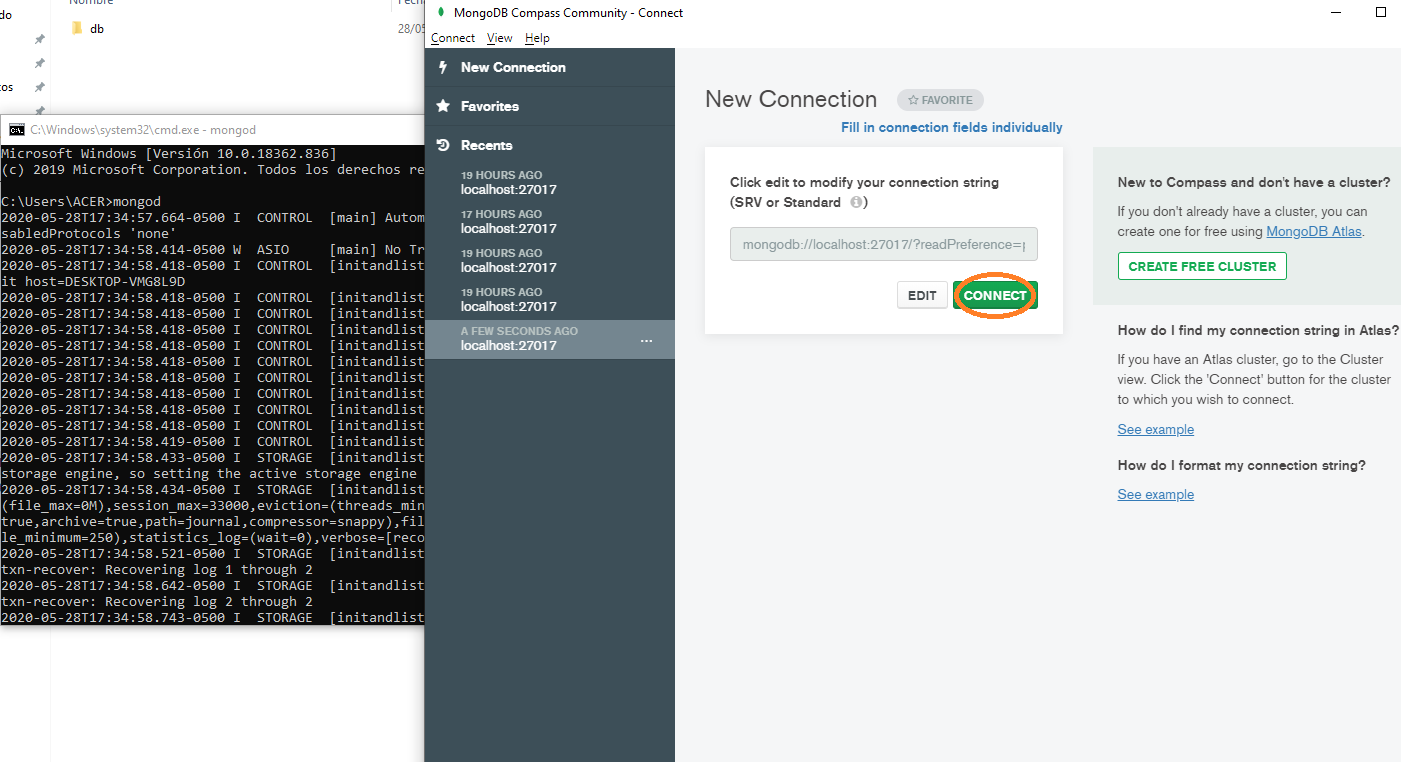 do
Nombre
db
28/05
os
MongoDB Compass Community - Connect
Connect View Help
New Connection
Favorites
Recents
19 HOURS AGO
localhost:27017
17 HOURS AGO
localhost:27017
19 HOURS AGO
localhost:27017
19 HOURS AGO
localhost:27017
A FEW SECONDS AGO
localhost:27017
...
New Connection
FAVORITE
Fill in connection fields individually
Click edit to modify your connection string
(SRV or Standard i)
mongodb://localhost:27017/?readPreference=p
EDIT CONNECT
New to Compass and don't have a cluster?
If you don't already have a cluster, you can
create one for free using MongoDB Atlas.
CREATE FREE CLUSTER
How do I find my connection string in Atlas?
If you have an Atlas cluster, go to the Cluster
view. Click the 'Connect' button for the cluster
to which you wish to connect.
See example
How do I format my connection string?
See example
C:\Windows\system32\cmd.exe - mongod
Microsoft Windows [Versión 10.0.18362.836]
(c) 2019 Microsoft Corporation. Todos los derechos re
C:\Users\ACER>mongod
2020-05-28T17:34:57.664-0500 I  CONTROL  [main] Autom
sabledProtocols 'none'
2020-05-28T17:34:58.414-0500 W  ASIO     [main] No Tr
2020-05-28T17:34:58.418-0500 I  CONTROL  [initandlist
it host=DESKTOP-VMG8L9D
2020-05-28T17:34:58.418-0500 I  CONTROL  [initandlist
2020-05-28T17:34:58.418-0500 I  CONTROL  [initandlist
2020-05-28T17:34:58.418-0500 I  CONTROL  [initandlist
2020-05-28T17:34:58.418-0500 I  CONTROL  [initandlist
2020-05-28T17:34:58.418-0500 I  CONTROL  [initandlist
2020-05-28T17:34:58.418-0500 I  CONTROL  [initandlist
2020-05-28T17:34:58.418-0500 I  CONTROL  [initandlist
2020-05-28T17:34:58.418-0500 I  CONTROL  [initandlist
2020-05-28T17:34:58.418-0500 I  CONTROL  [initandlist
2020-05-28T17:34:58.419-0500 I  CONTROL  [initandlist
2020-05-28T17:34:58.433-0500 I  STORAGE  [initandlist
storage engine, so setting the active storage engine
2020-05-28T17:34:58.434-0500 I  STORAGE  [initandlist
(file_max=0M),session_max=33000,eviction=(threads_min
true,archive=true,path=journal,compressor=snappy),fil
le_minimum=250),statistics_log=(wait=0),verbose=[reco
2020-05-28T17:34:58.521-0500 I  STORAGE  [initandlist
txn-recover: Recovering log 1 through 2
2020-05-28T17:34:58.642-0500 I  STORAGE  [initandlist
txn-recover: Recovering log 2 through 2
2020-05-28T17:34:58.743-0500 I  STORAGE  [initandlist